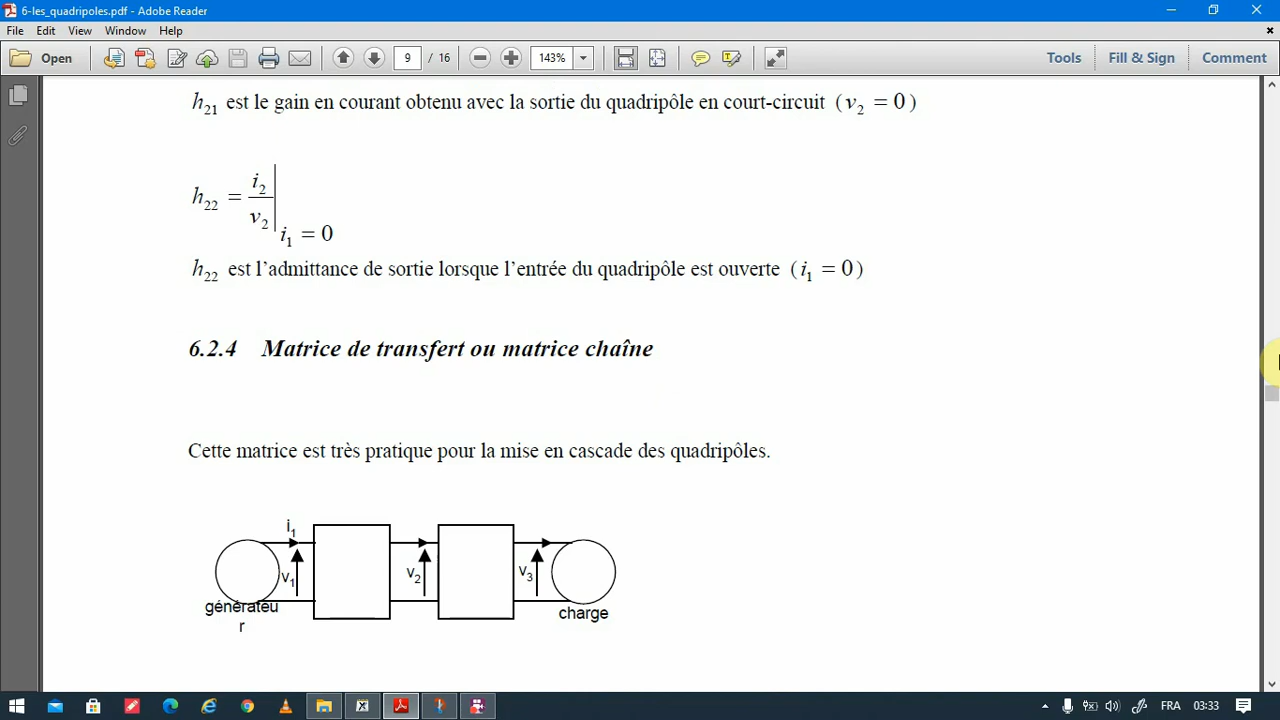 6-les_quadripoles.pdf - Adobe Reader
File Edit View Window Help
Open 9 / 16 143% Tools Fill & Sign Comment
h21 est le gain en courant obtenu avec la sortie du quadripôle en court-circuit ( v2 = 0 )
h22 = i2 / v2 | i1 = 0
h22 est l’admittance de sortie lorsque l’entrée du quadripôle est ouverte ( i1 = 0 )
6.2.4 Matrice de transfert ou matrice chaîne
Cette matrice est très pratique pour la mise en cascade des quadripôles.
i1
v1 v2 v3
générateu
r
charge
FRA 03:33